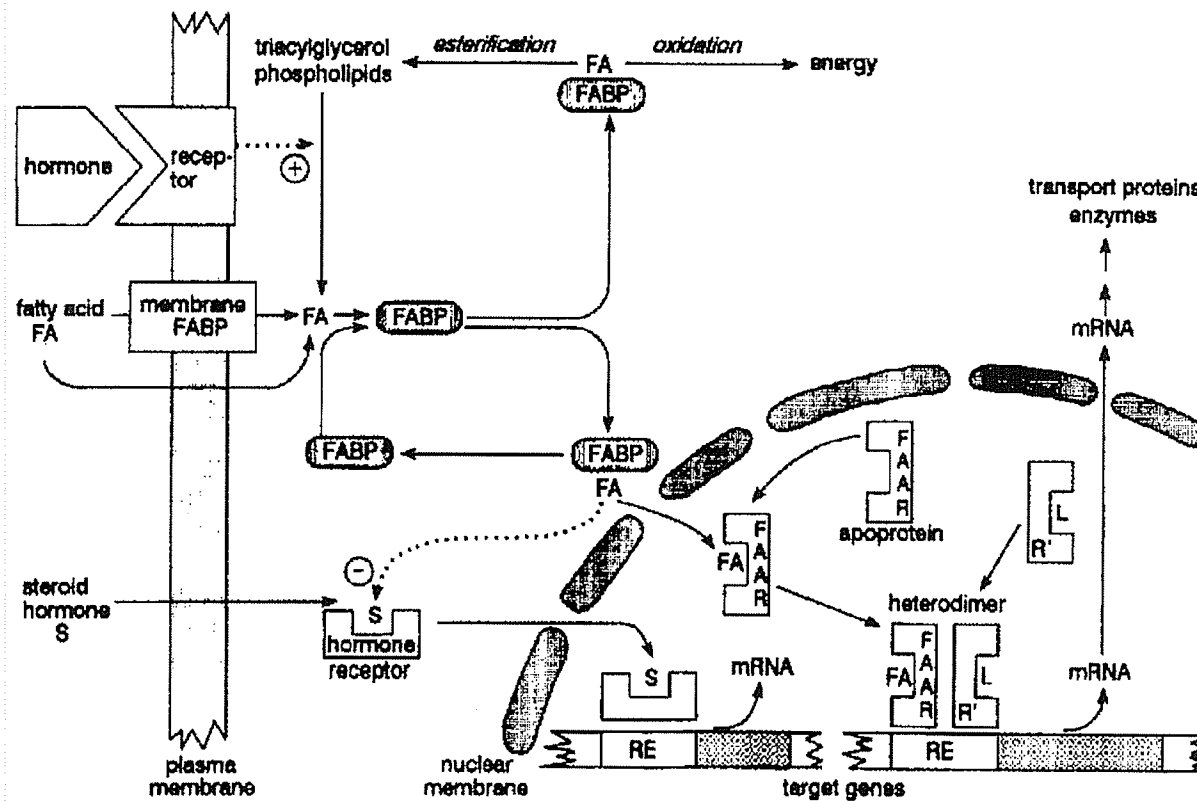 triacylglycerol
phospholipids
esterification
FA
oxidation
energy
FABP
hormone
recep-
tor
+
transport proteins
enzymes
fatty acid
FA
membrane
FABP
FA
FABP
mRNA
FABP
FABP
FA
F
A
A
R
apoprotein
FA
F
A
A
R
L
R'
−
steroid
hormone
S
S
hormone
receptor
heterodimer
S
mRNA
FA
F
A
A
R
L
R'
mRNA
RE
RE
plasma
membrane
nuclear
membrane
target genes